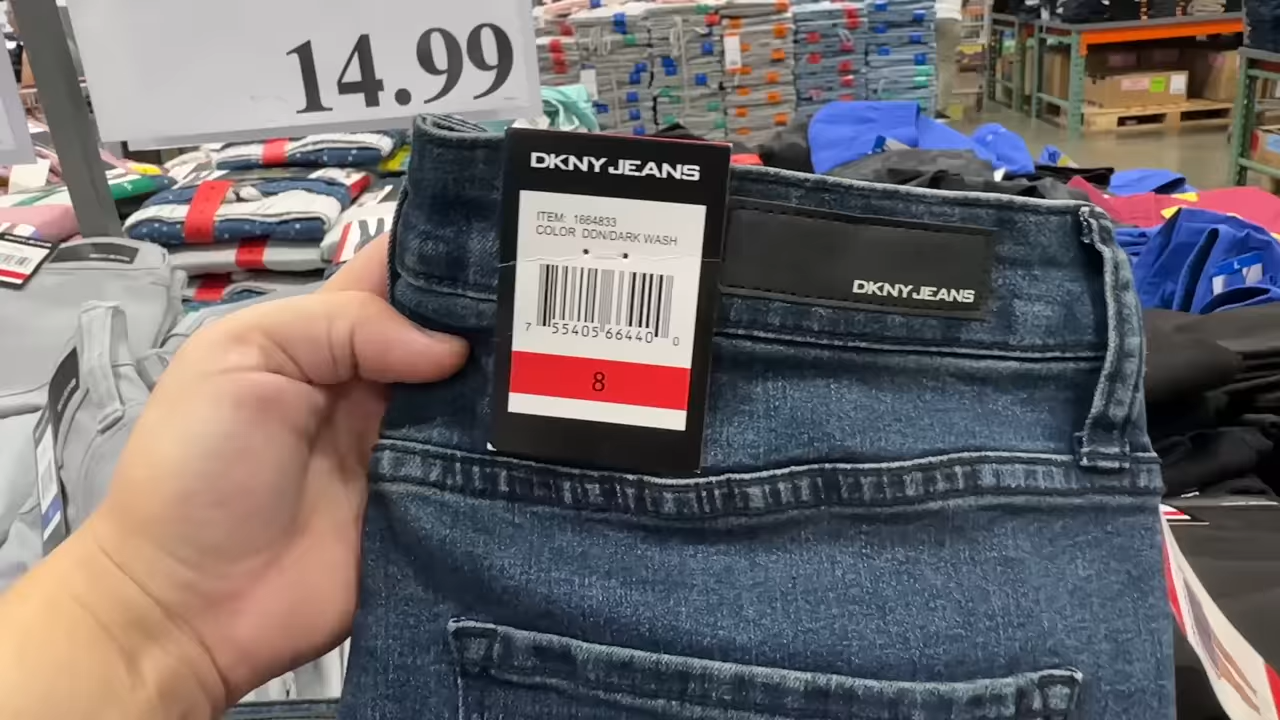 14.99
DKNY JEANS
ITEM: 1664833
COLOR DDN/DARK WASH
7 55405 66440 0
8
DKNY JEANS